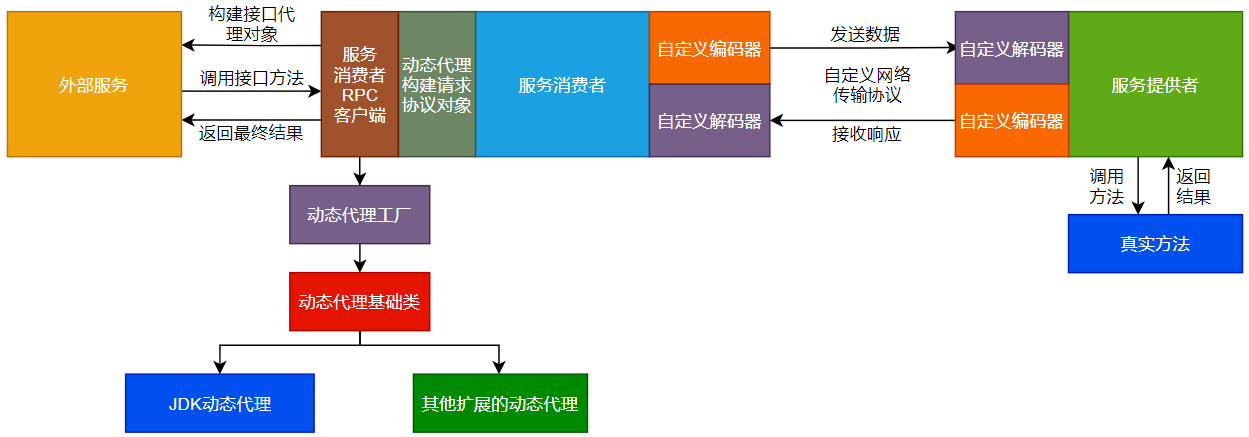 外部服务
构建接口代
理对象
调用接口方法
返回最终结果
服务
消费者
RPC
客户端
动态代理
构建请求
协议对象
服务消费者
自定义编码器
自定义解码器
发送数据
自定义网络
传输协议
接收响应
自定义解码器
自定义编码器
服务提供者
调用
方法
返回
结果
真实方法
动态代理工厂
动态代理基础类
JDK动态代理
其他扩展的动态代理